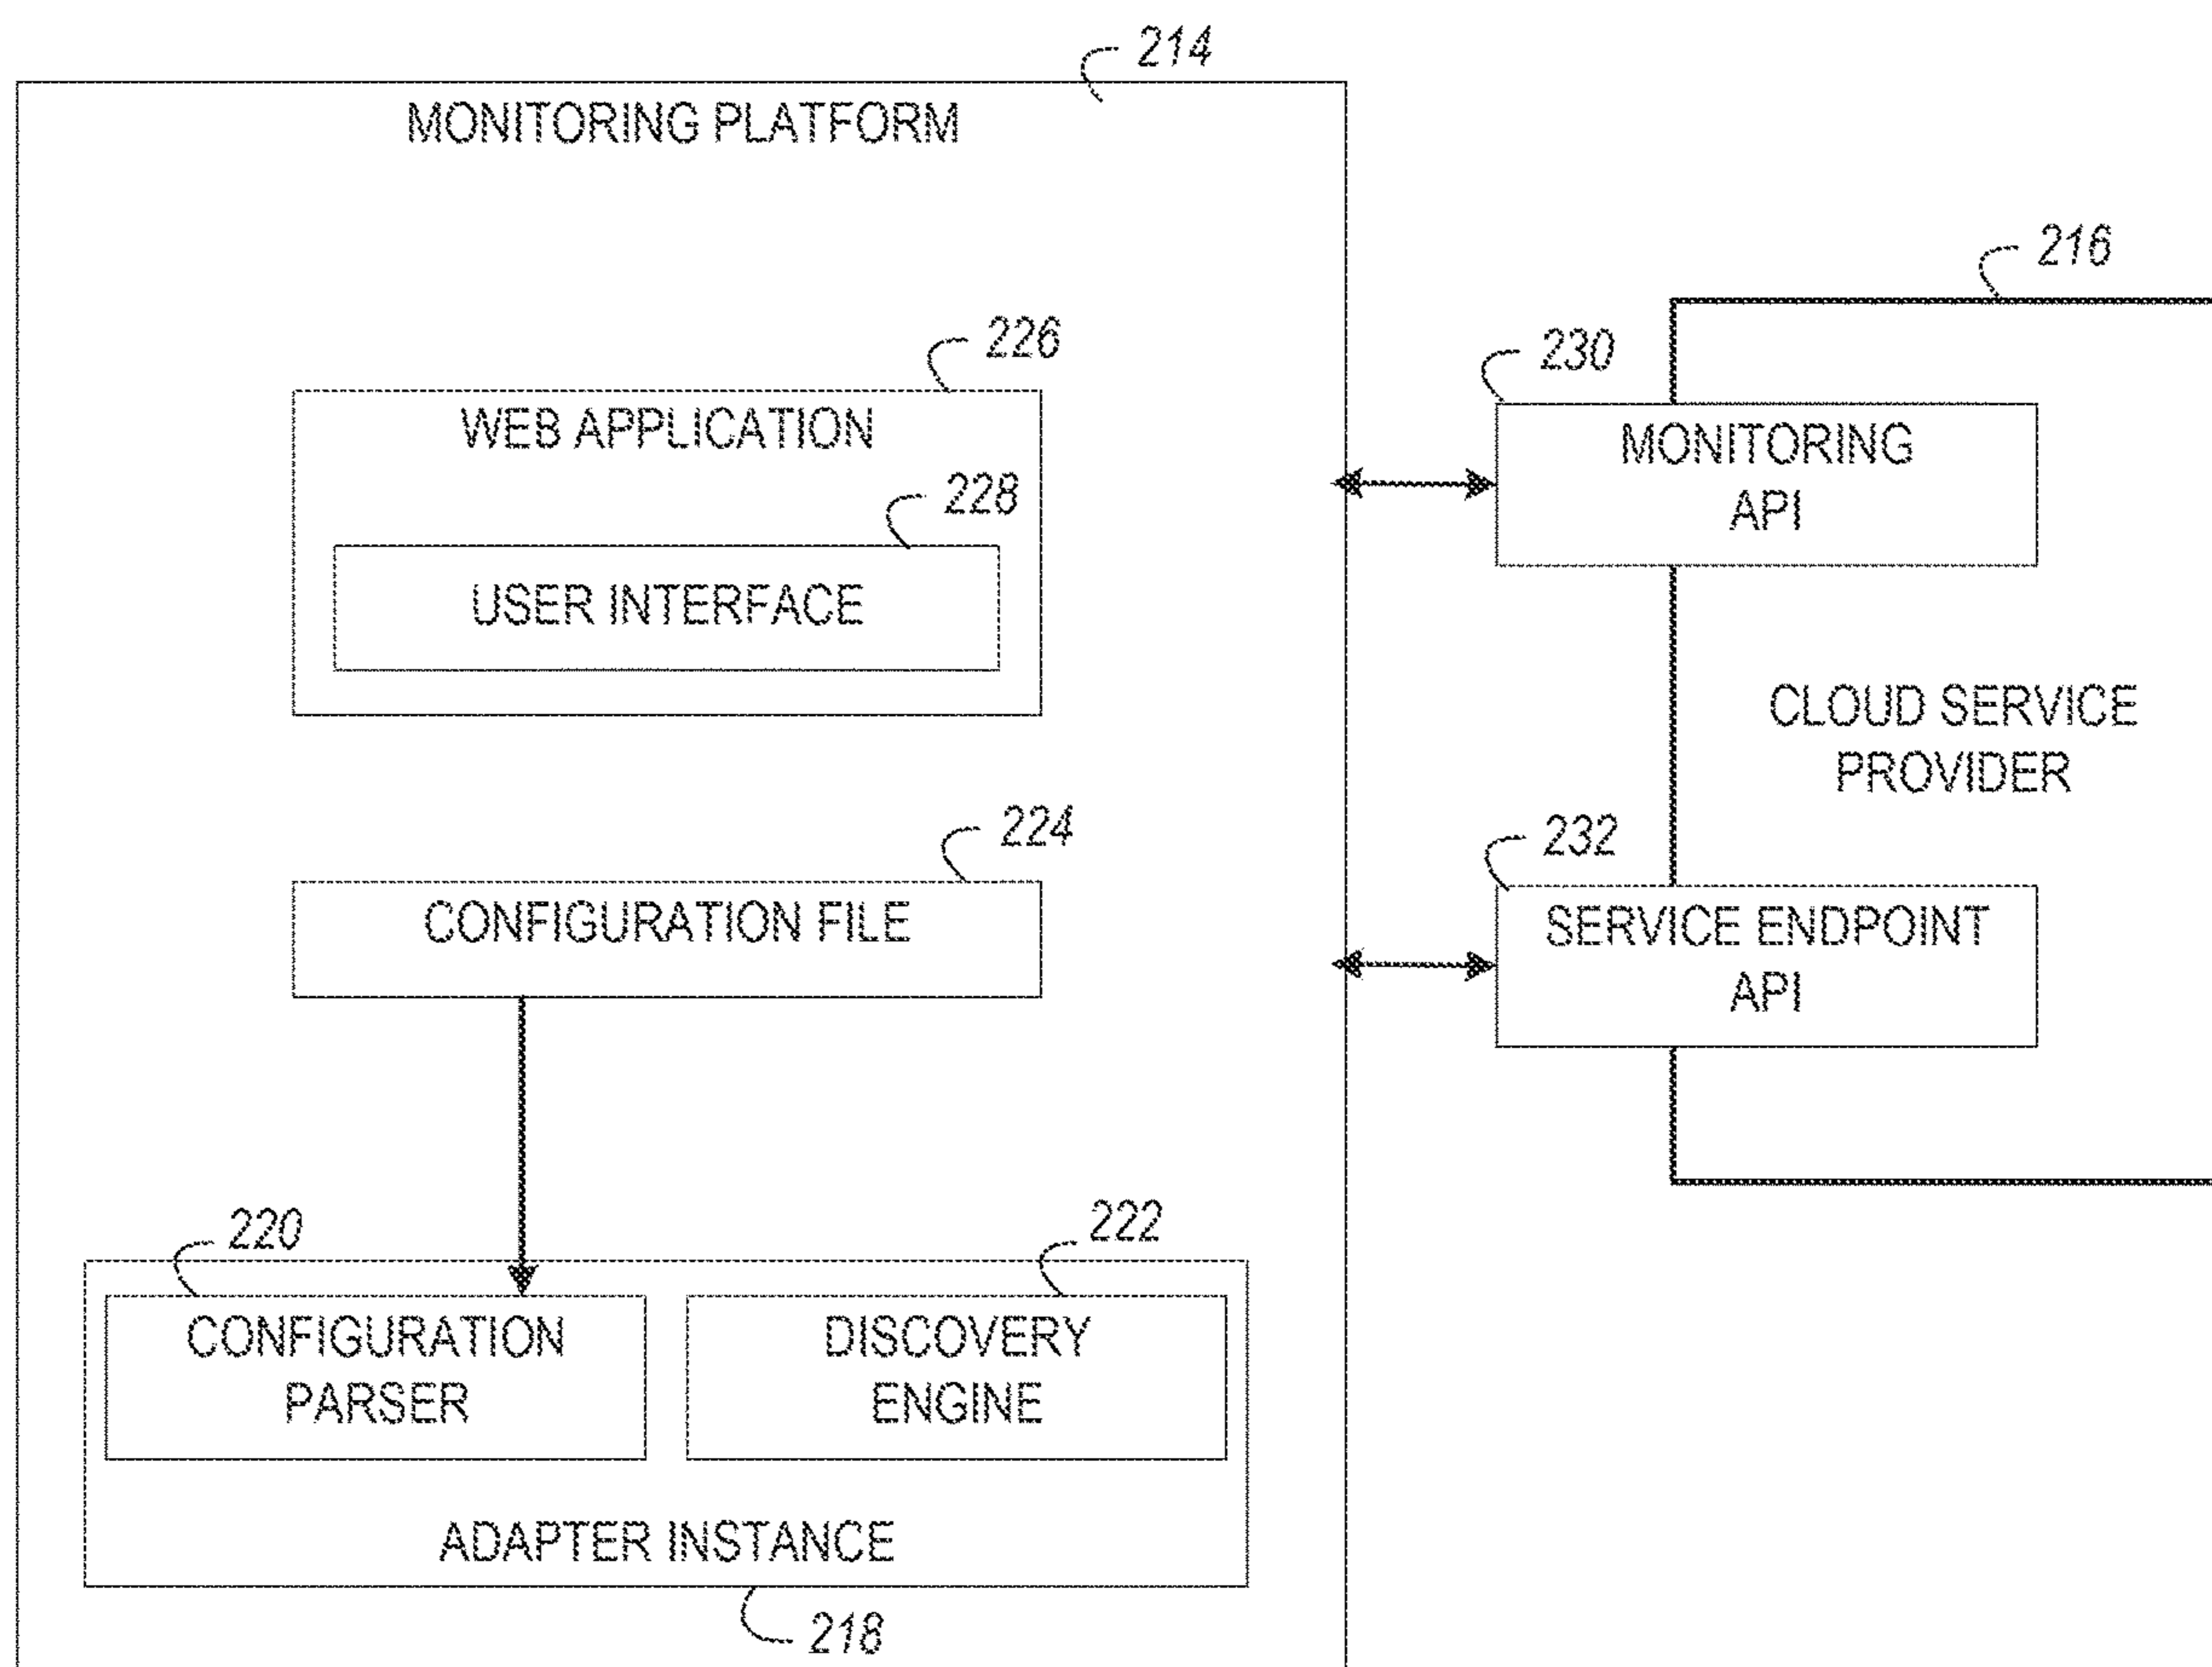 214
MONITORING PLATFORM
216
226
WEB APPLICATION
230
MONITORING
API
228
USER INTERFACE
CLOUD SERVICE
PROVIDER
224
CONFIGURATION FILE
232
SERVICE ENDPOINT
API
220
222
CONFIGURATION
PARSER
DISCOVERY
ENGINE
ADAPTER INSTANCE
218